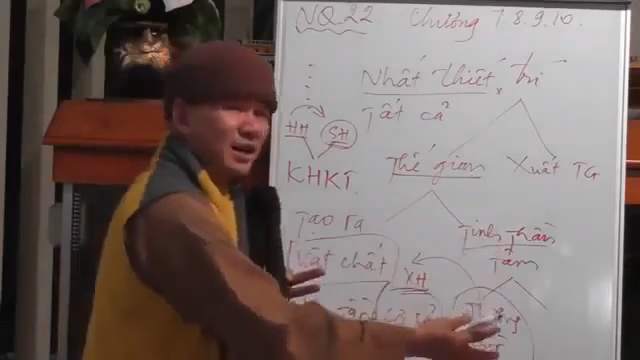 NQ.22 Chương 7.8.9.10.
Nhất thiết trí
Tất cả
HH SH
KHKT Thế gian Xuất TG
Tạo ra Tinh thần
Vật chất Tâm
XH